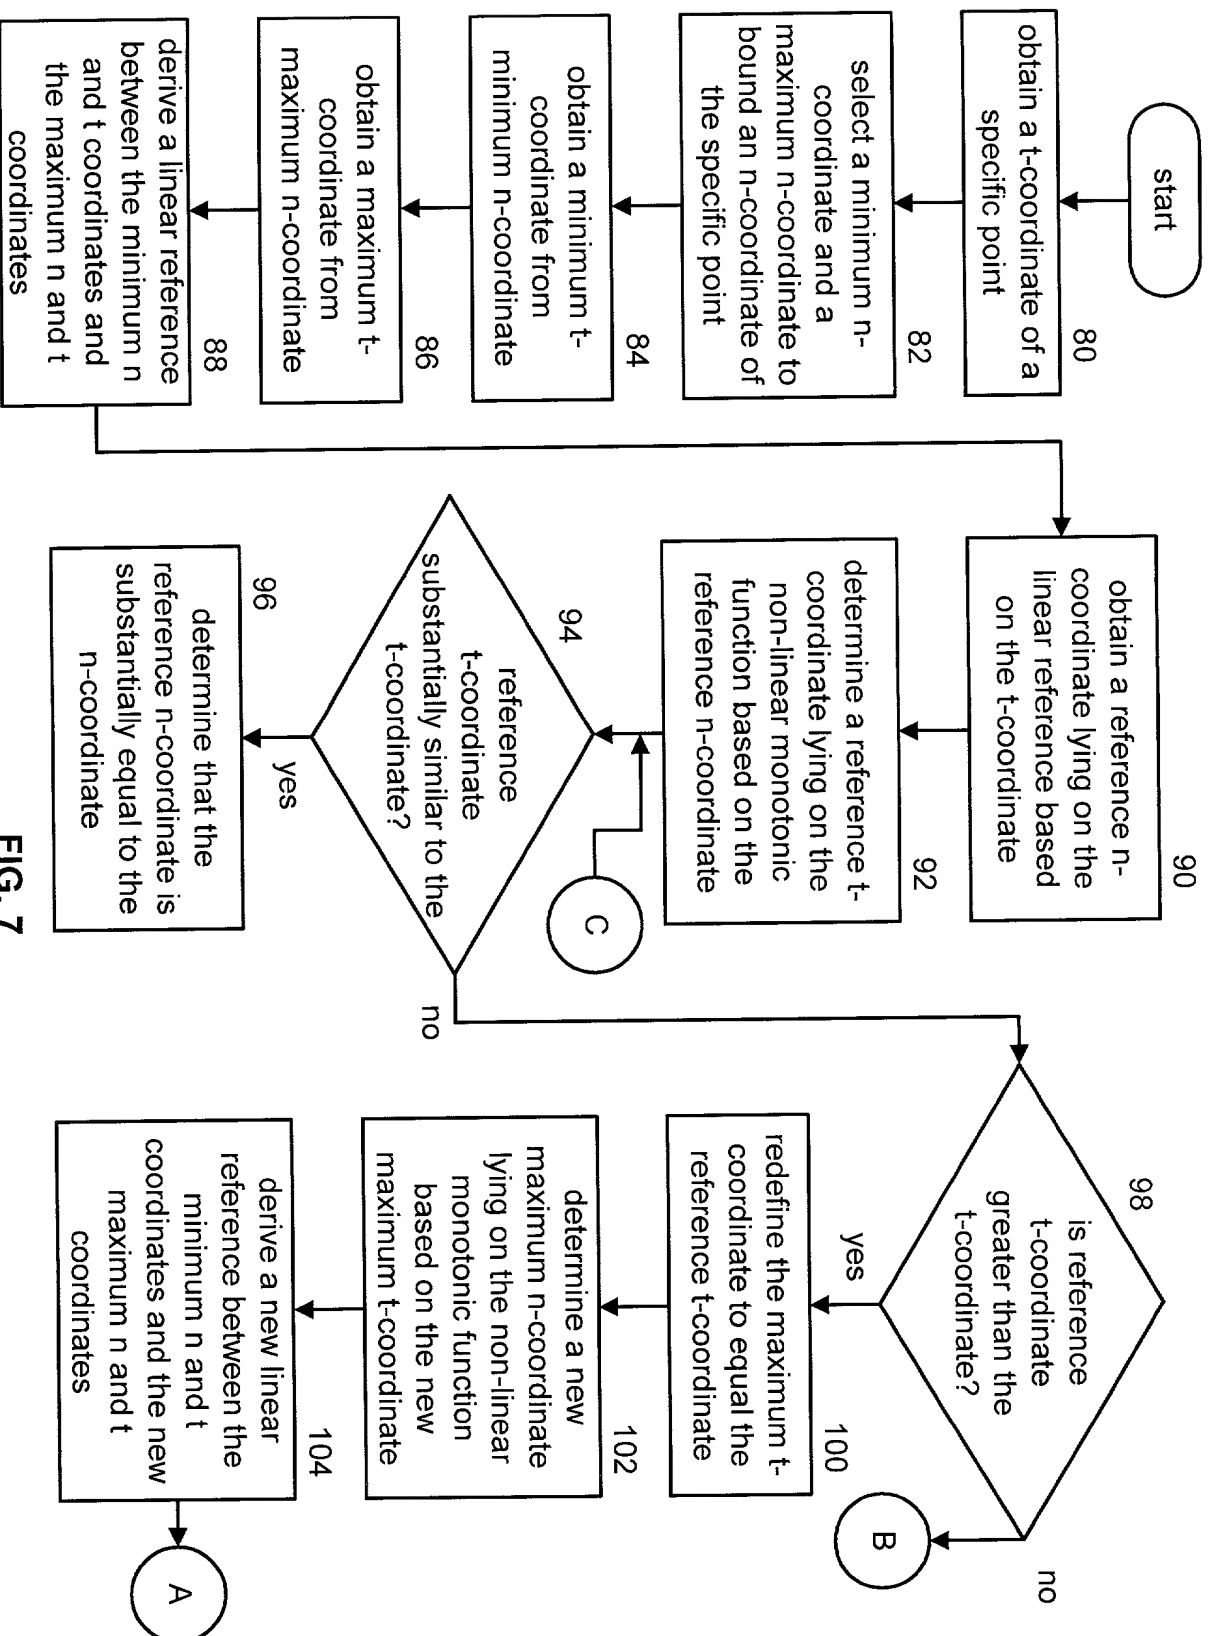 start
80
obtain a t-coordinate of a
specific point
82
select a minimum n-
coordinate and a
maximum n-coordinate to
bound an n-coordinate of
the specific point
84
obtain a minimum t-
coordinate from
minimum n-coordinate
86
obtain a maximum t-
coordinate from
maximum n-coordinate
88
derive a linear reference
between the minimum n
and t coordinates and
the maximum n and t
coordinates
90
obtain a reference n-
coordinate lying on the
linear reference based
on the t-coordinate
92
determine a reference t-
coordinate lying on the
non-linear monotonic
function based on the
reference n-coordinate
C
94
reference
t-coordinate
substantially similar to the
t-coordinate?
yes
no
96
determine that the
reference n-coordinate is
substantially equal to the
n-coordinate
98
is reference
t-coordinate
greater than the
t-coordinate?
yes
no
B
100
redefine the maximum t-
coordinate to equal the
reference t-coordinate
102
determine a new
maximum n-coordinate
lying on the non-linear
monotonic function
based on the new
maximum t-coordinate
104
derive a new linear
reference between the
minimum n and t
coordinates and the new
maximum n and t
coordinates
A
FIG. 7